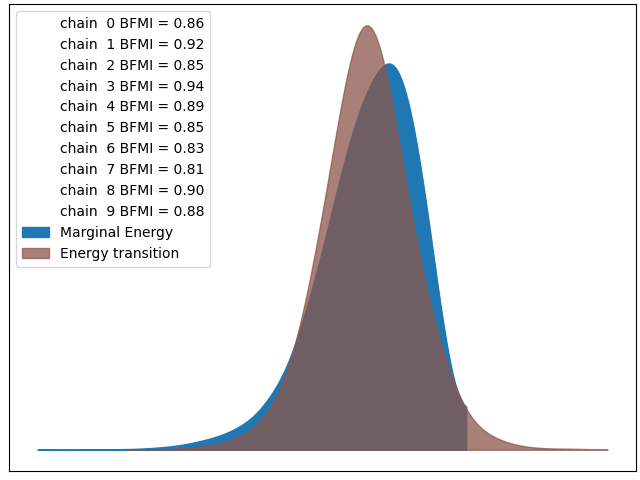 chain  0 BFMI = 0.86
chain  1 BFMI = 0.92
chain  2 BFMI = 0.85
chain  3 BFMI = 0.94
chain  4 BFMI = 0.89
chain  5 BFMI = 0.85
chain  6 BFMI = 0.83
chain  7 BFMI = 0.81
chain  8 BFMI = 0.90
chain  9 BFMI = 0.88
Marginal Energy
Energy transition